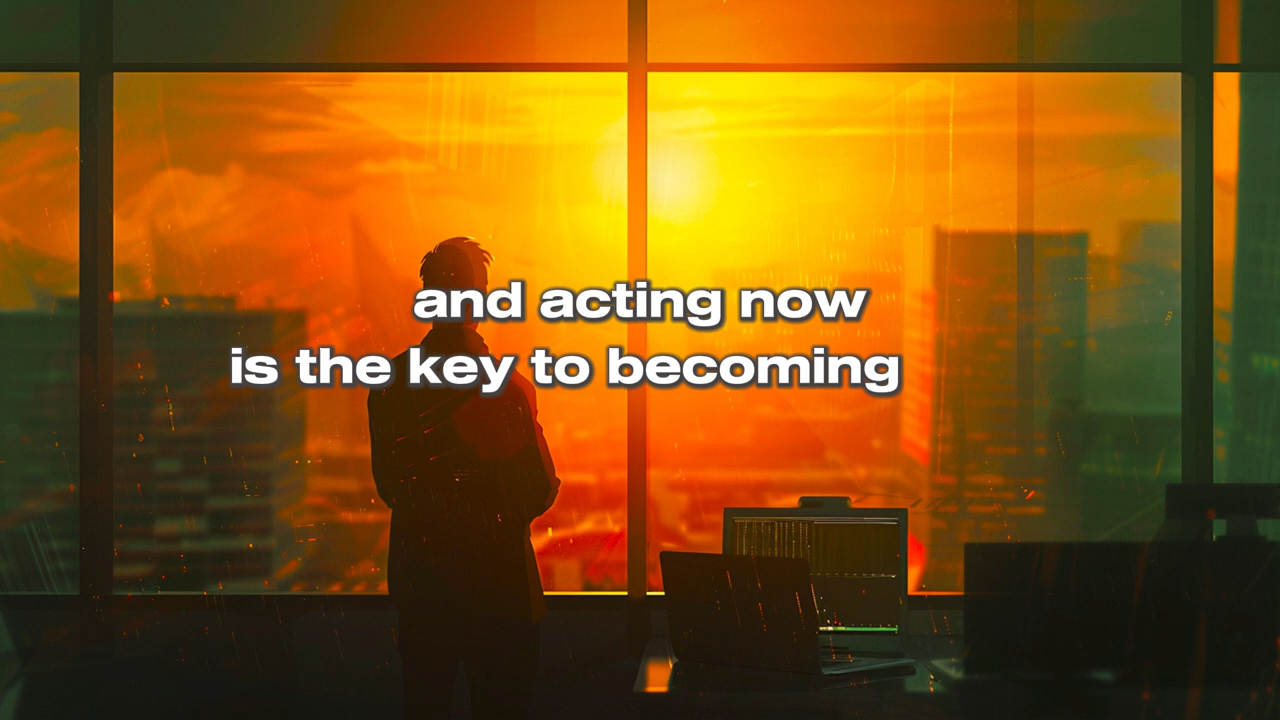 and acting now
is the key to becoming